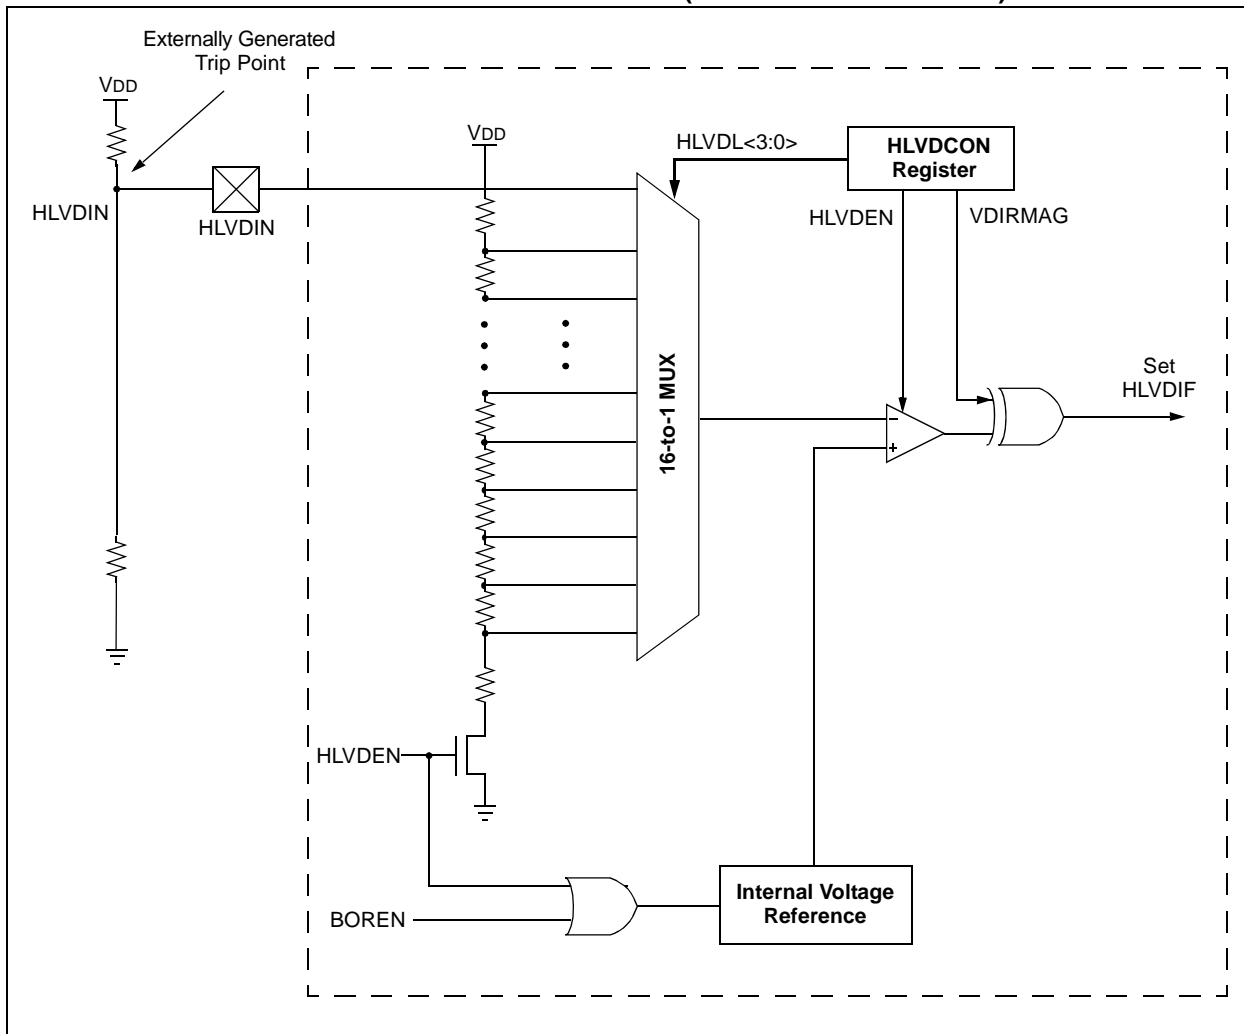 Externally Generated
Trip Point
VDD
VDD
HLVDL<3:0>
HLVDCON
Register
HLVDIN
HLVDIN
HLVDEN
VDIRMAG
16-to-1 MUX
Set
HLVDIF
–
+
HLVDEN
BOREN
Internal Voltage
Reference